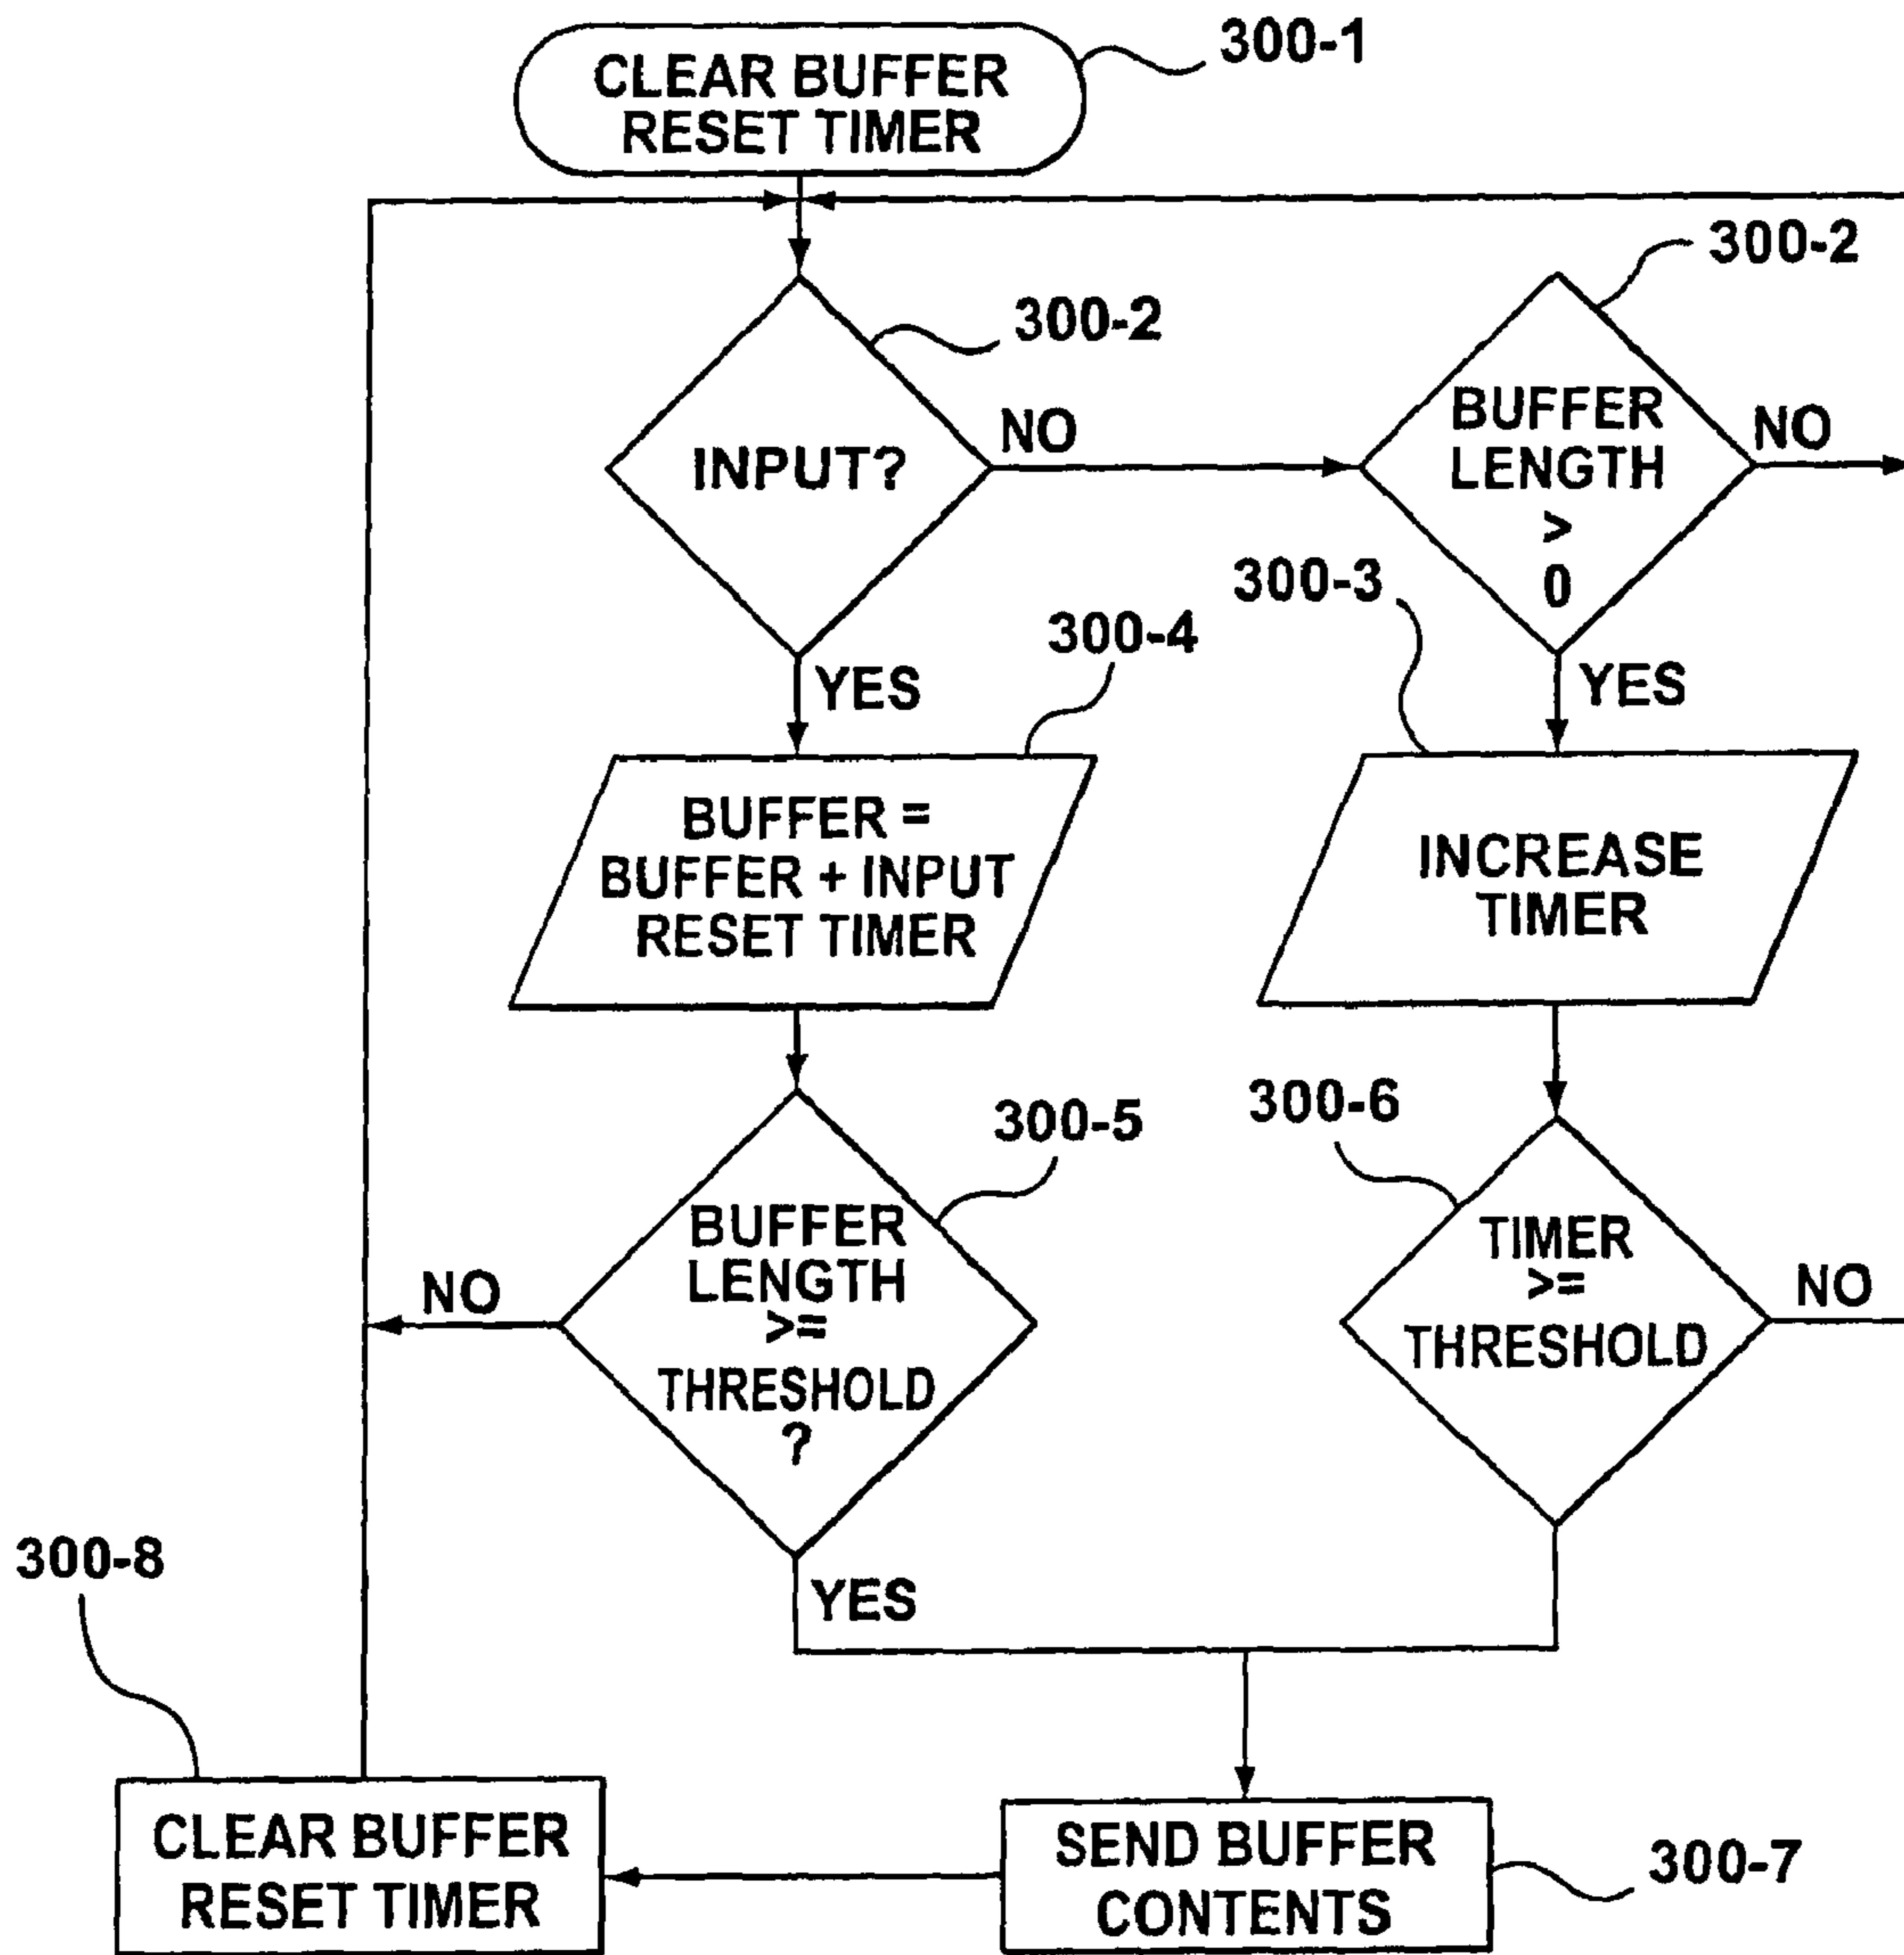 CLEAR BUFFER
RESET TIMER
300-1
300-2
INPUT?
NO
300-2
BUFFER
LENGTH
>
0
NO
YES
300-4
BUFFER =
BUFFER + INPUT
RESET TIMER
YES
300-3
INCREASE
TIMER
300-5
BUFFER
LENGTH
>=
THRESHOLD
?
NO
YES
300-6
TIMER
>=
THRESHOLD
NO
300-8
CLEAR BUFFER
RESET TIMER
SEND BUFFER
CONTENTS
300-7